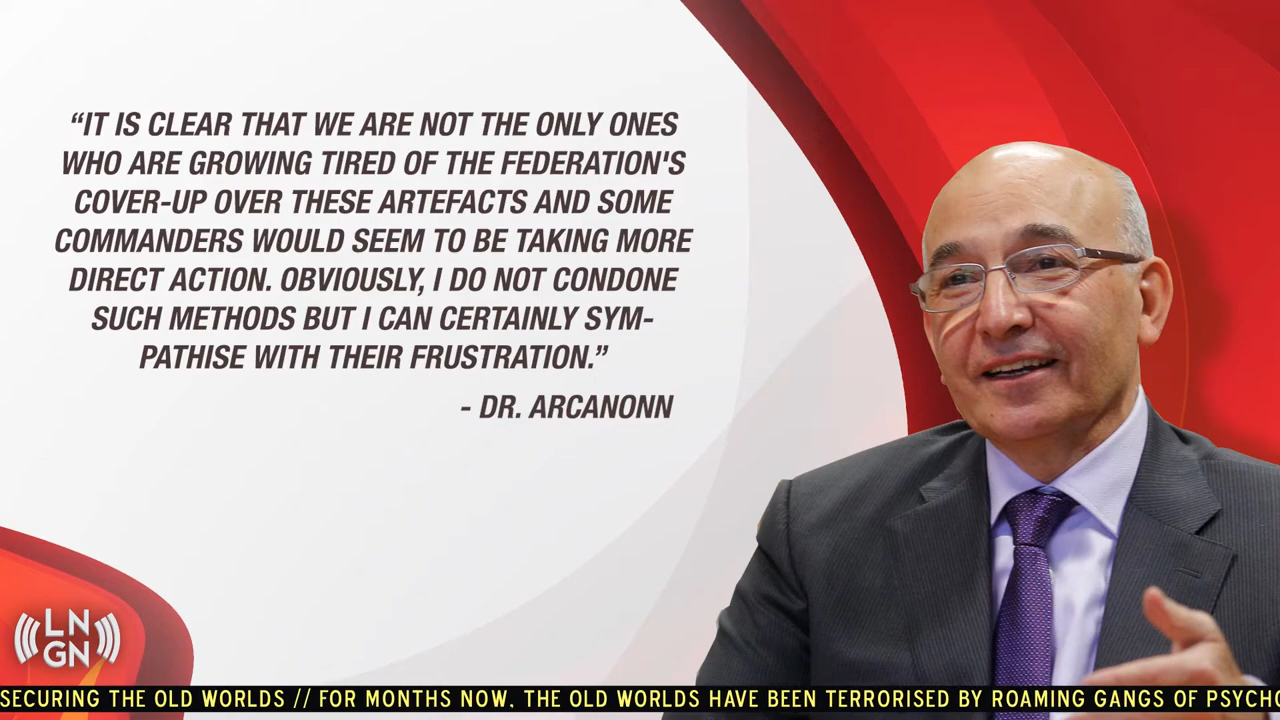 “IT IS CLEAR THAT WE ARE NOT THE ONLY ONES
WHO ARE GROWING TIRED OF THE FEDERATION'S
COVER-UP OVER THESE ARTEFACTS AND SOME
COMMANDERS WOULD SEEM TO BE TAKING MORE
DIRECT ACTION. OBVIOUSLY, I DO NOT CONDONE
SUCH METHODS BUT I CAN CERTAINLY SYM-
PATHISE WITH THEIR FRUSTRATION.”
- DR. ARCANONN
LN
GN
SECURING THE OLD WORLDS // FOR MONTHS NOW, THE OLD WORLDS HAVE BEEN TERRORISED BY ROAMING GANGS OF PSYCHO